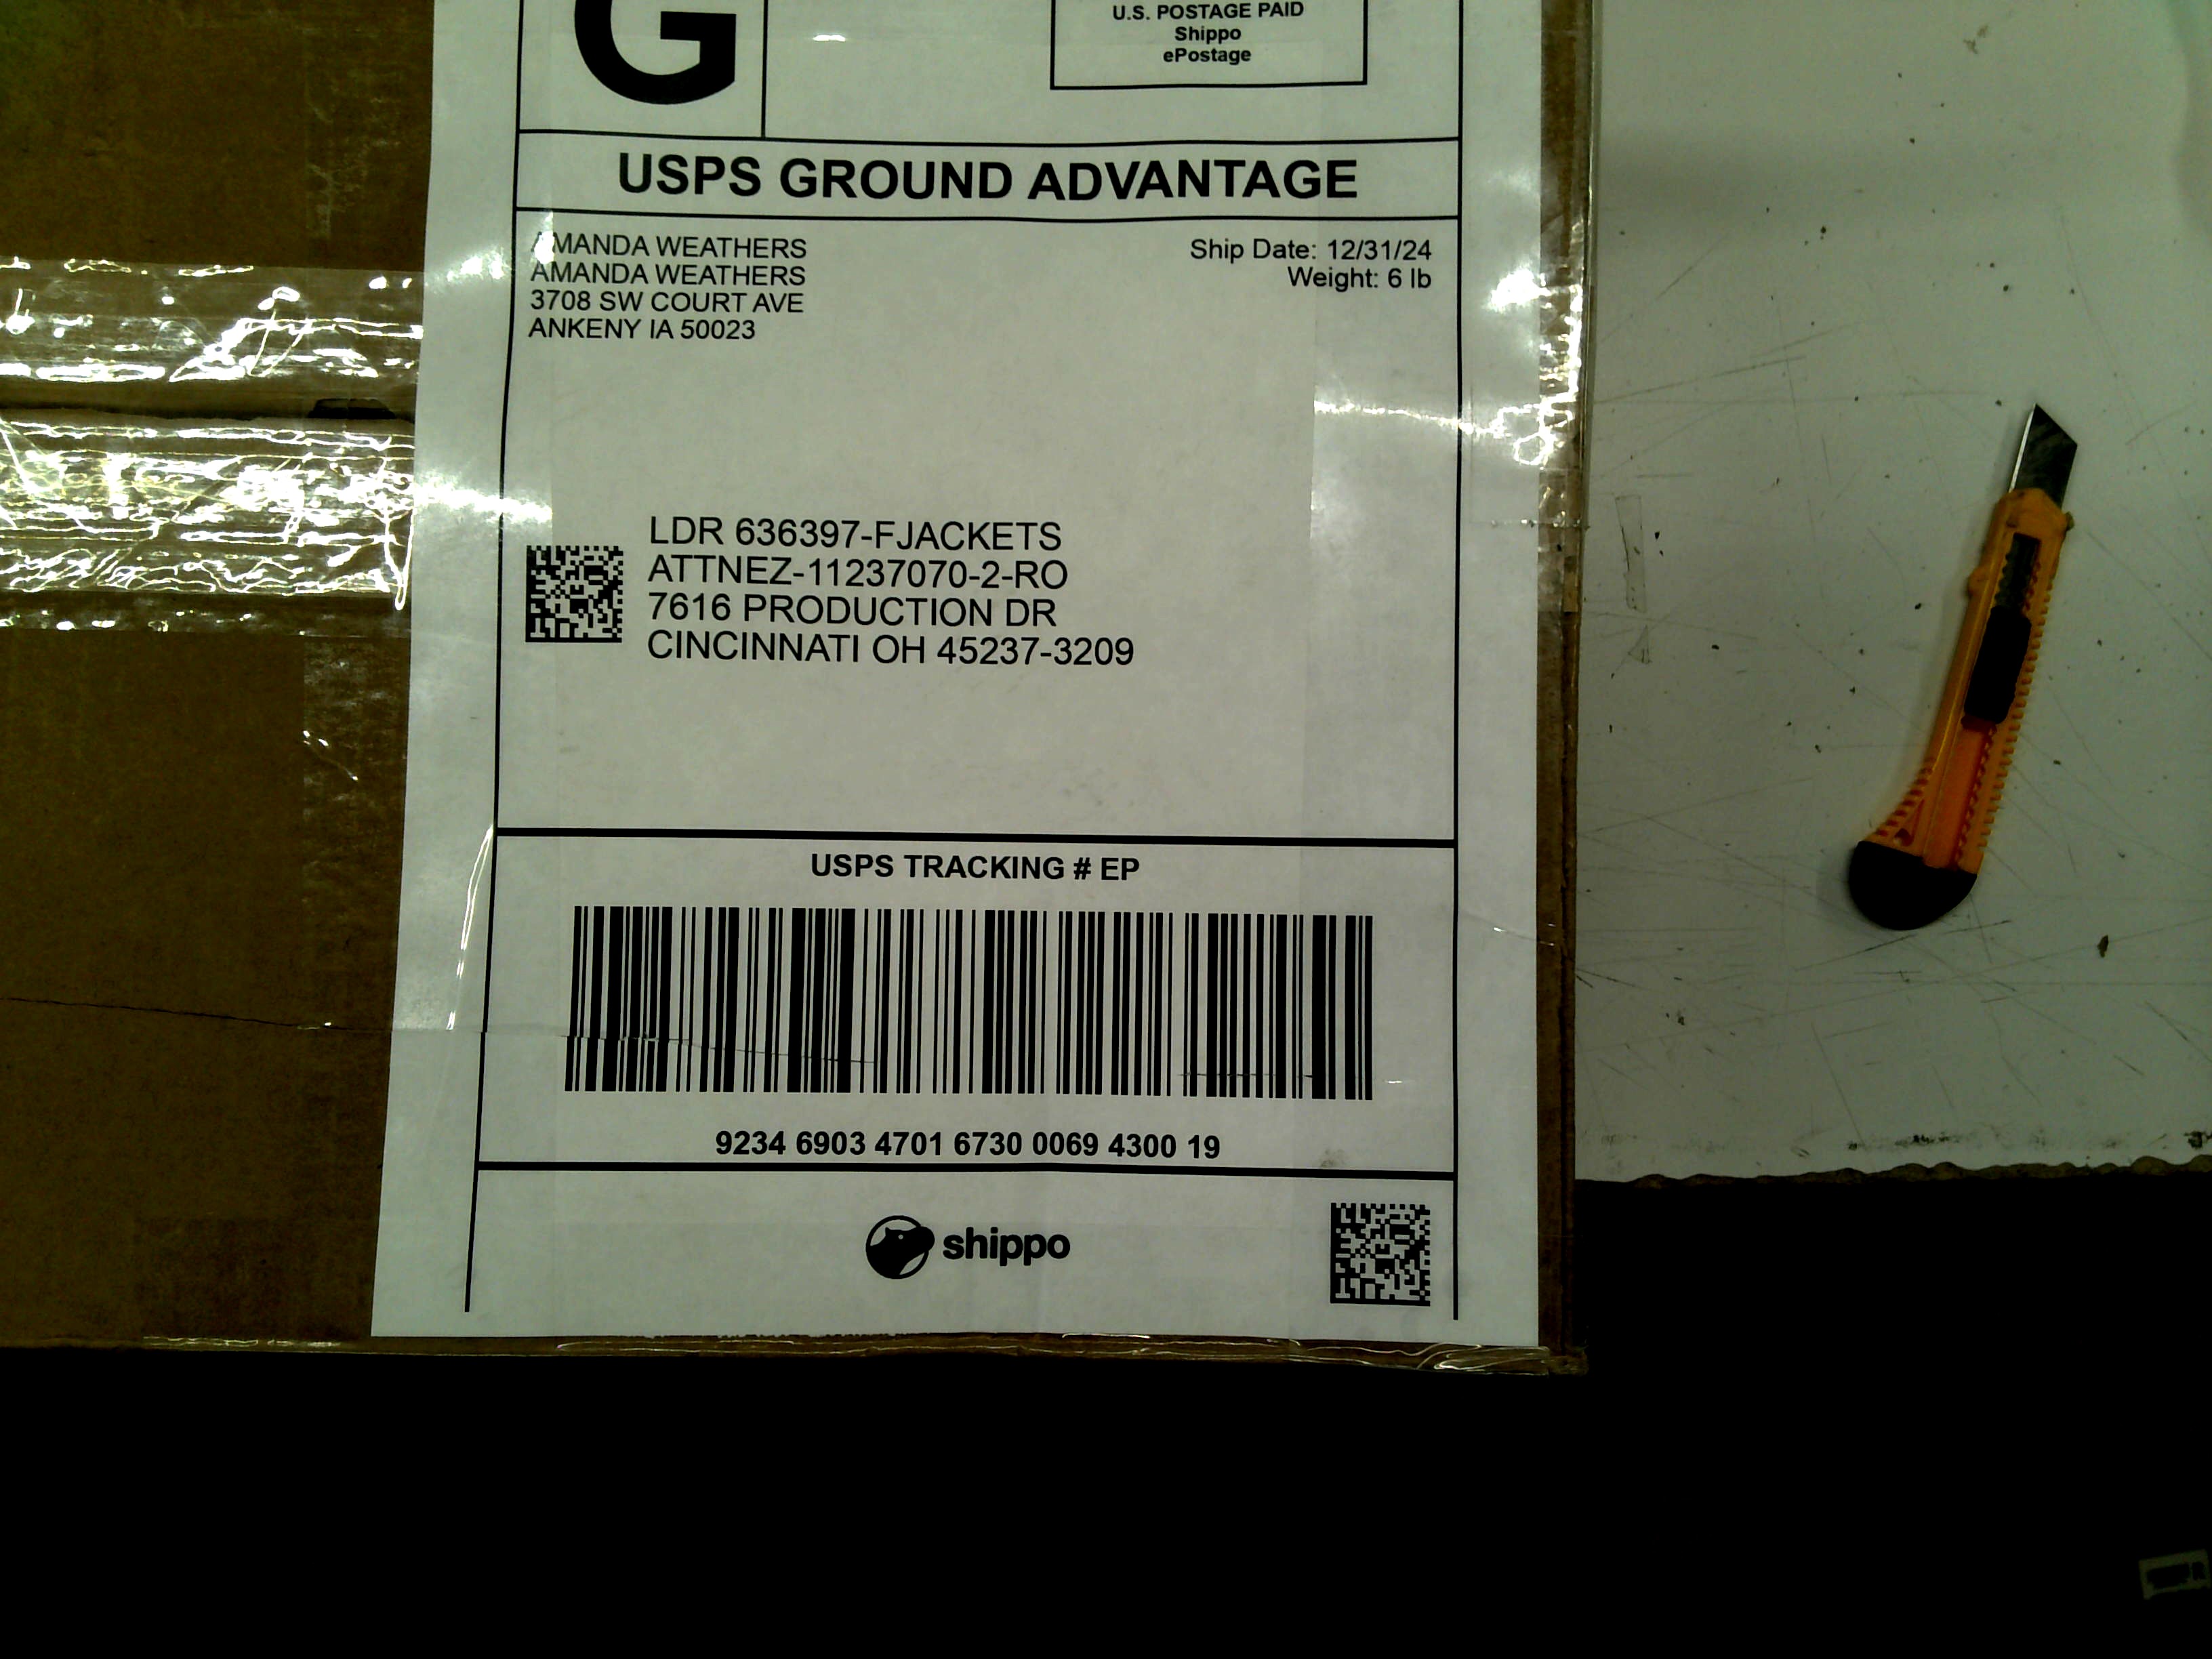 G
U.S. POSTAGE PAID
Shippo
ePostage
USPS GROUND ADVANTAGE
AMANDA WEATHERS
AMANDA WEATHERS
3708 SW COURT AVE
ANKENY IA 50023
Ship Date: 12/31/24
Weight: 6 lb
LDR 636397-FJACKETS
ATTNEZ-11237070-2-RO
7616 PRODUCTION DR
CINCINNATI OH 45237-3209
USPS TRACKING # EP
9234 6903 4701 6730 0069 4300 19
shippo